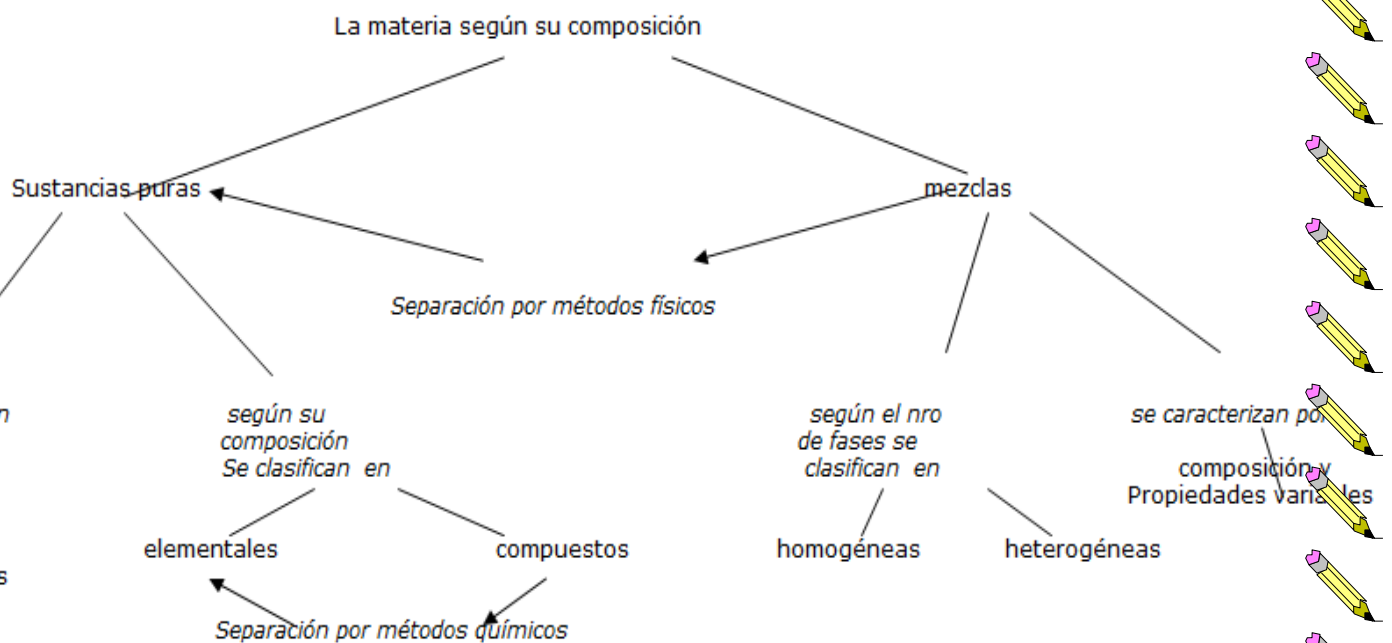 La materia según su composición
Sustancias puras
mezclas
Separación por métodos físicos
según su
composición
Se clasifican en
según el nro
de fases se
clasifican en
se caracterizan por
composición y
Propiedades variables
elementales
compuestos
homogéneas
heterogéneas
Separación por métodos químicos